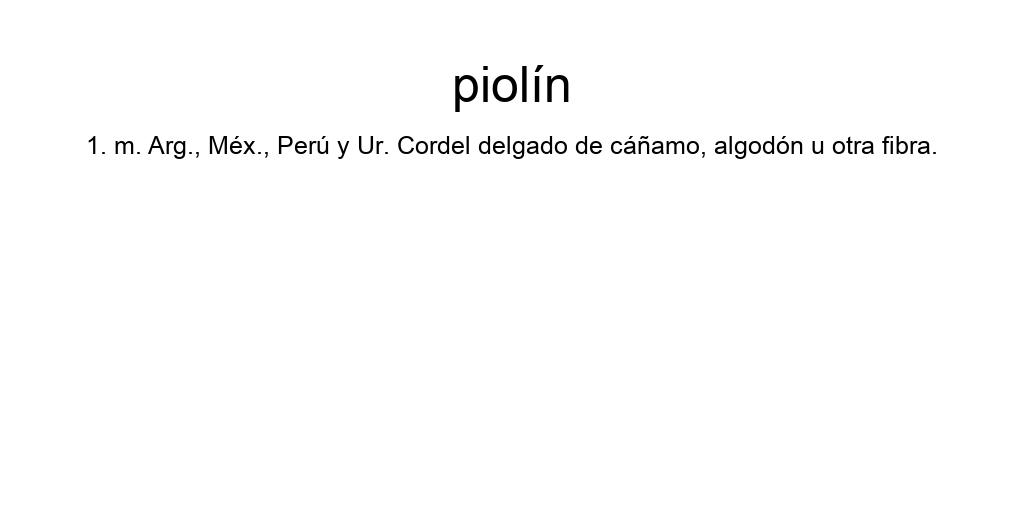 piolín
1. m. Arg., Méx., Perú y Ur. Cordel delgado de cáñamo, algodón u otra fibra.